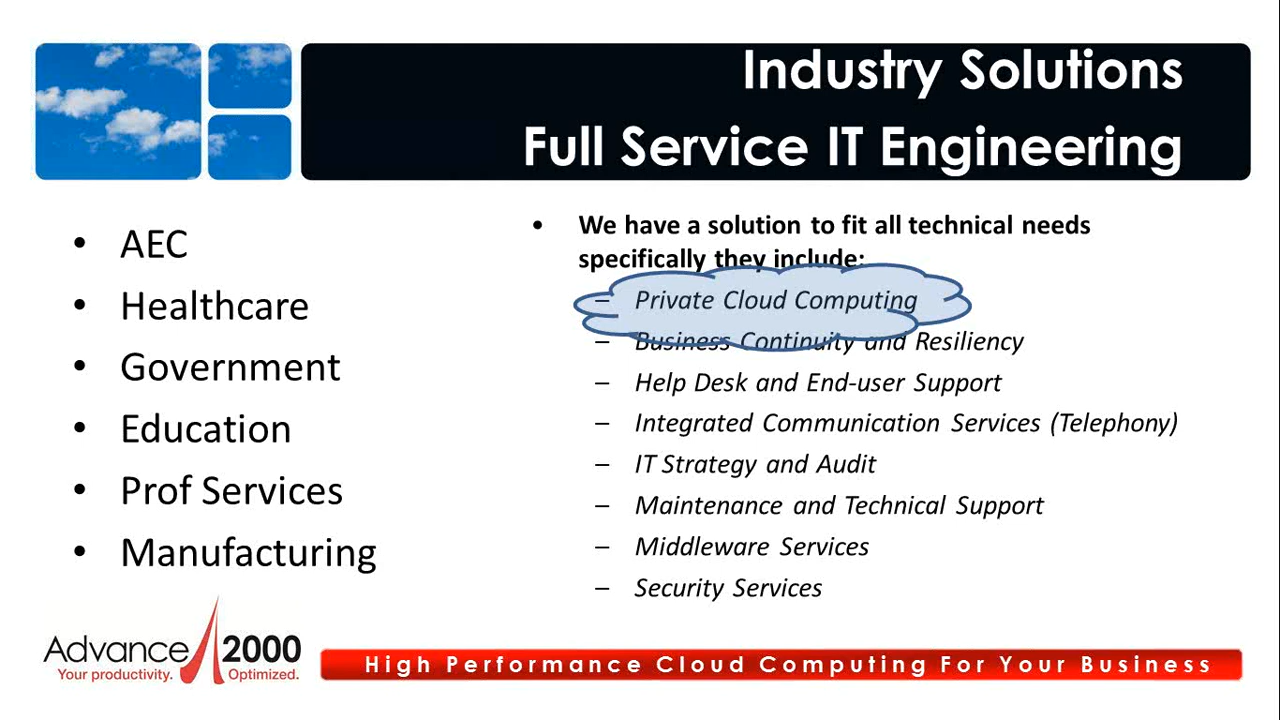 Industry Solutions
Full Service IT Engineering
• AEC
• Healthcare
• Government
• Education
• Prof Services
• Manufacturing
• We have a solution to fit all technical needs
specifically they include:
– Private Cloud Computing
– Business Continuity and Resiliency
– Help Desk and End-user Support
– Integrated Communication Services (Telephony)
– IT Strategy and Audit
– Maintenance and Technical Support
– Middleware Services
– Security Services
Advance 2000
Your productivity. Optimized.
High Performance Cloud Computing For Your Business